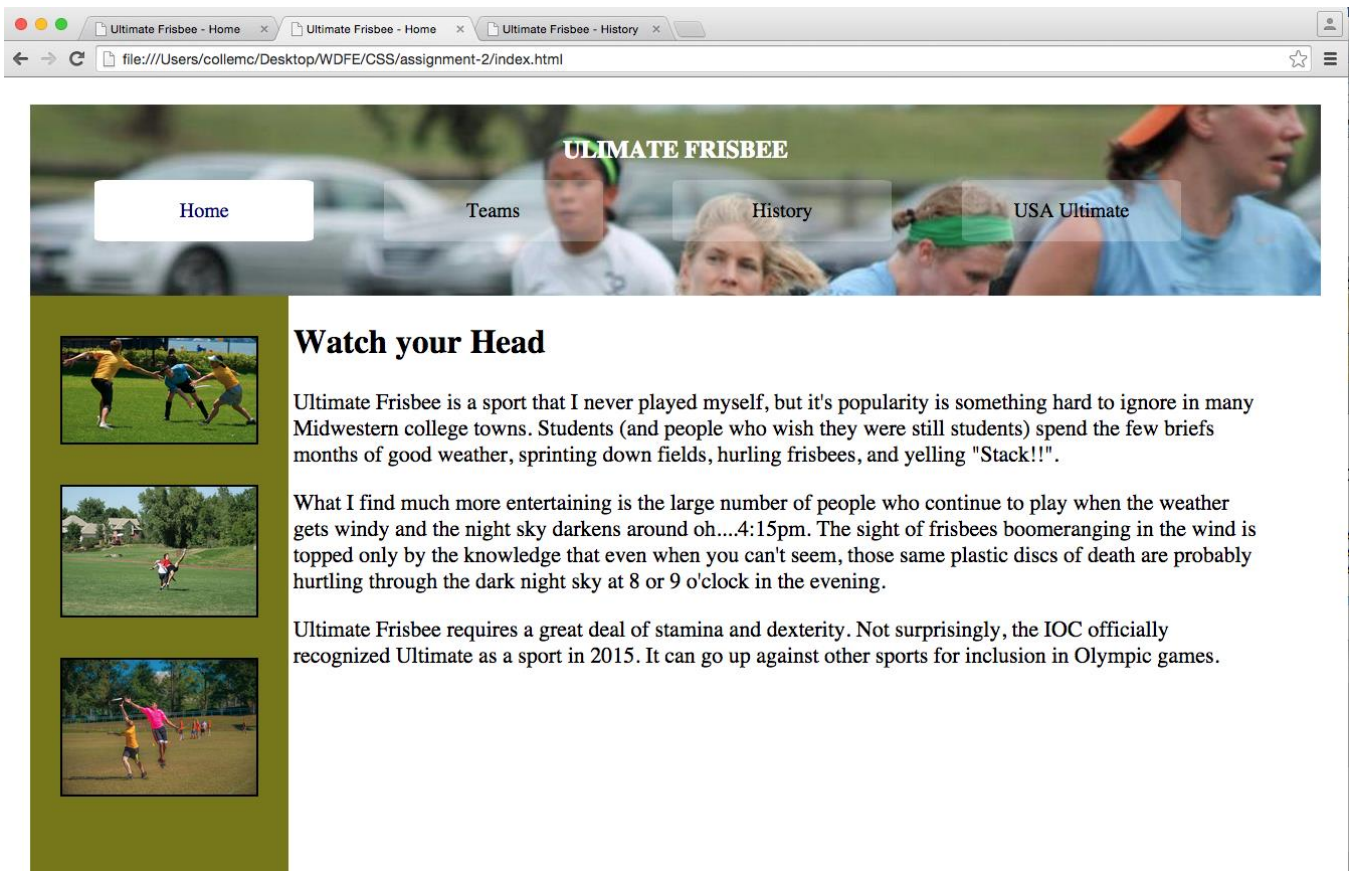 Ultimate Frisbee - Home
Ultimate Frisbee - Home
Ultimate Frisbee - History
file:///Users/collemc/Desktop/WDFE/CSS/assignment-2/index.html
ULIMATE FRISBEE
Home Teams History USA Ultimate
Watch your Head
Ultimate Frisbee is a sport that I never played myself, but it's popularity is something hard to ignore in many
Midwestern college towns. Students (and people who wish they were still students) spend the few briefs
months of good weather, sprinting down fields, hurling frisbees, and yelling "Stack!!".
What I find much more entertaining is the large number of people who continue to play when the weather
gets windy and the night sky darkens around oh....4:15pm. The sight of frisbees boomeranging in the wind is
topped only by the knowledge that even when you can't seem, those same plastic discs of death are probably
hurtling through the dark night sky at 8 or 9 o'clock in the evening.
Ultimate Frisbee requires a great deal of stamina and dexterity. Not surprisingly, the IOC officially
recognized Ultimate as a sport in 2015. It can go up against other sports for inclusion in Olympic games.